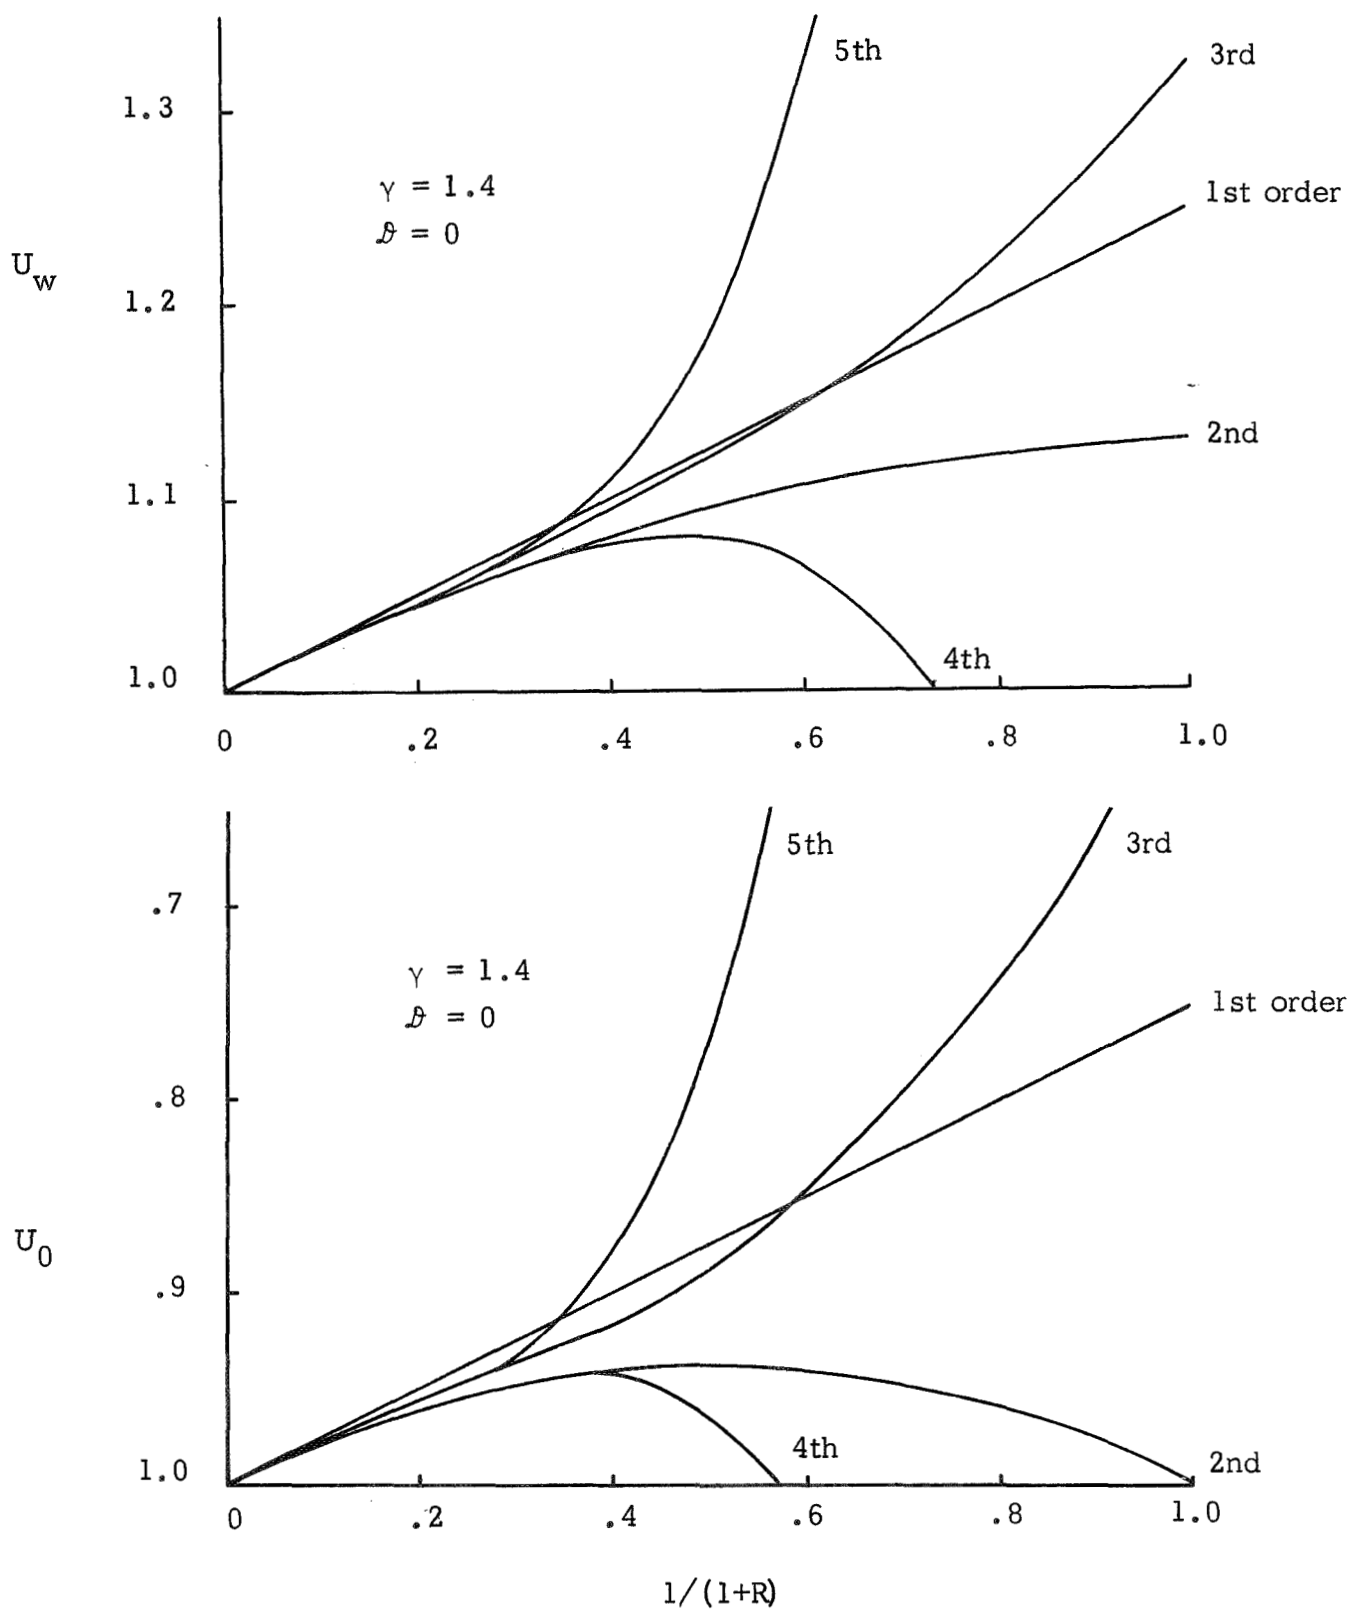 5th
3rd
1.3
γ = 1.4
1st order
𝒟 = 0
U_w
1.2
2nd
1.1
4th
1.0
0 .2 .4 .6 .8 1.0
5th
3rd
.7
γ = 1.4
1st order
𝒟 = 0
.8
U_0
.9
4th
2nd
1.0
0 .2 .4 .6 .8 1.0
1/(1+R)